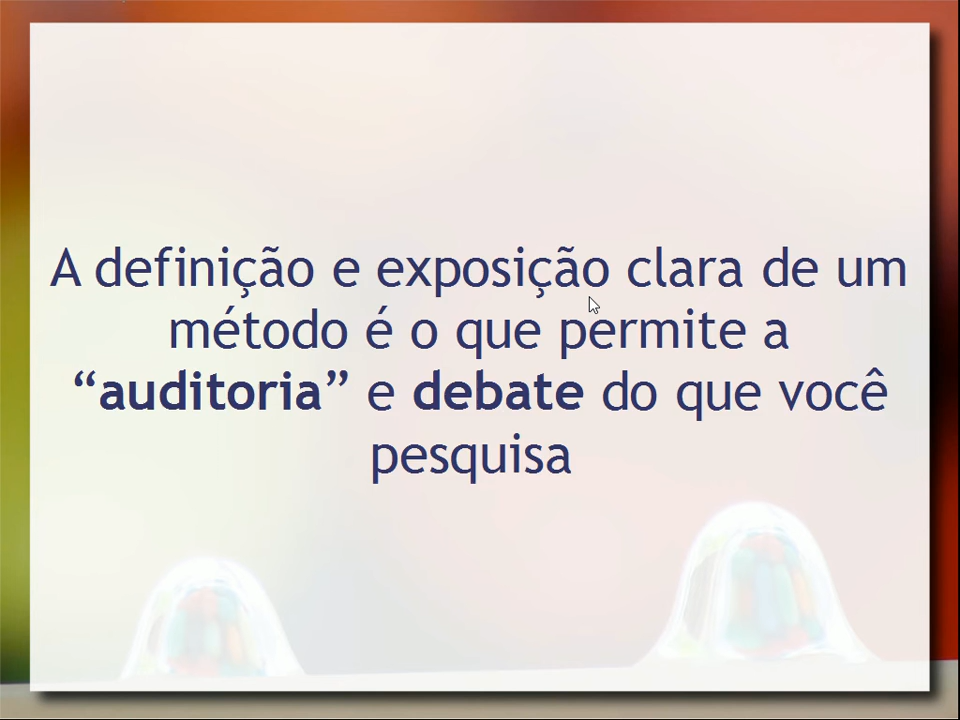 A definição e exposição clara de um
método é o que permite a
“auditoria” e debate do que você
pesquisa